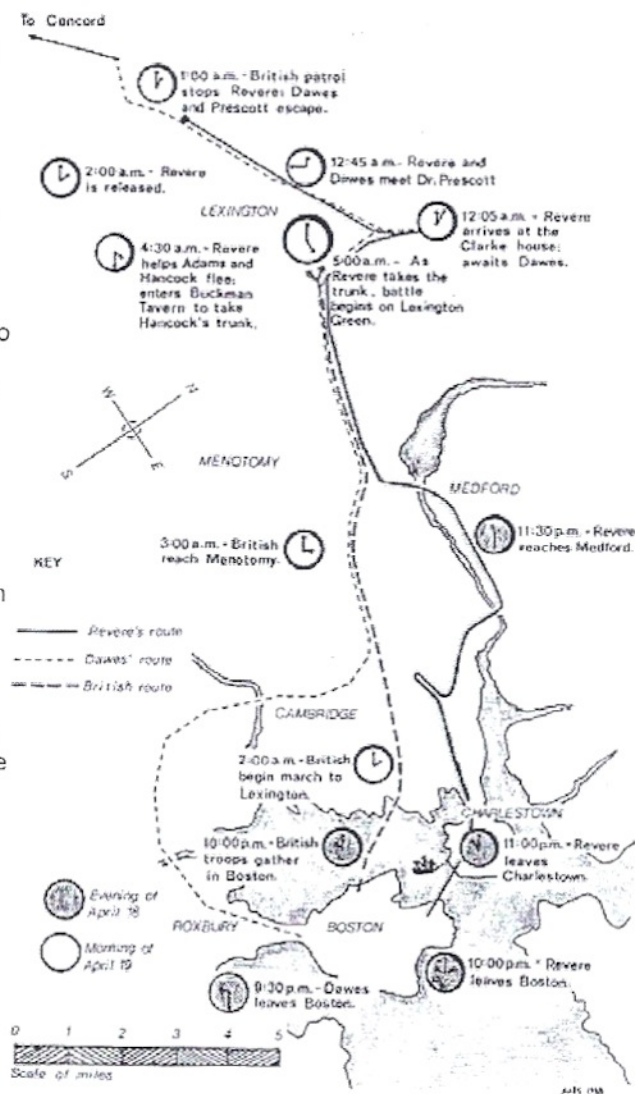 To Concord
1:00 a.m. - British patrol
stops Revere; Dawes
and Prescott escape.
2:00 a.m. - Revere
is released.
12:45 a.m. - Revere and
Dawes meet Dr. Prescott
LEXINGTON
12:05 a.m. - Revere
arrives at the
Clarke house;
awaits Dawes.
4:30 a.m. - Revere
helps Adams and
Hancock flee;
enters Buckman
Tavern to take
Hancock's trunk.
5:00 a.m. - As
Revere takes the
trunk, battle
begins on Lexington
Green.
N
W
S
E
MENOTOMY
MEDFORD
11:30 p.m. - Revere
reaches Medford.
3:00 a.m. - British
reach Menotomy.
KEY
Revere's route
Dawes' route
British route
CAMBRIDGE
2:00 a.m. - British
begin march to
Lexington.
CHARLESTOWN
10:00 p.m. - British
troops gather
in Boston.
11:00 p.m. - Revere
leaves
Charlestown.
Evening of
April 18
Morning of
April 19
ROXBURY
BOSTON
9:30 p.m. - Dawes
leaves Boston.
10:00 p.m. - Revere
leaves Boston.
0 1 2 3 4 5
Scale of miles